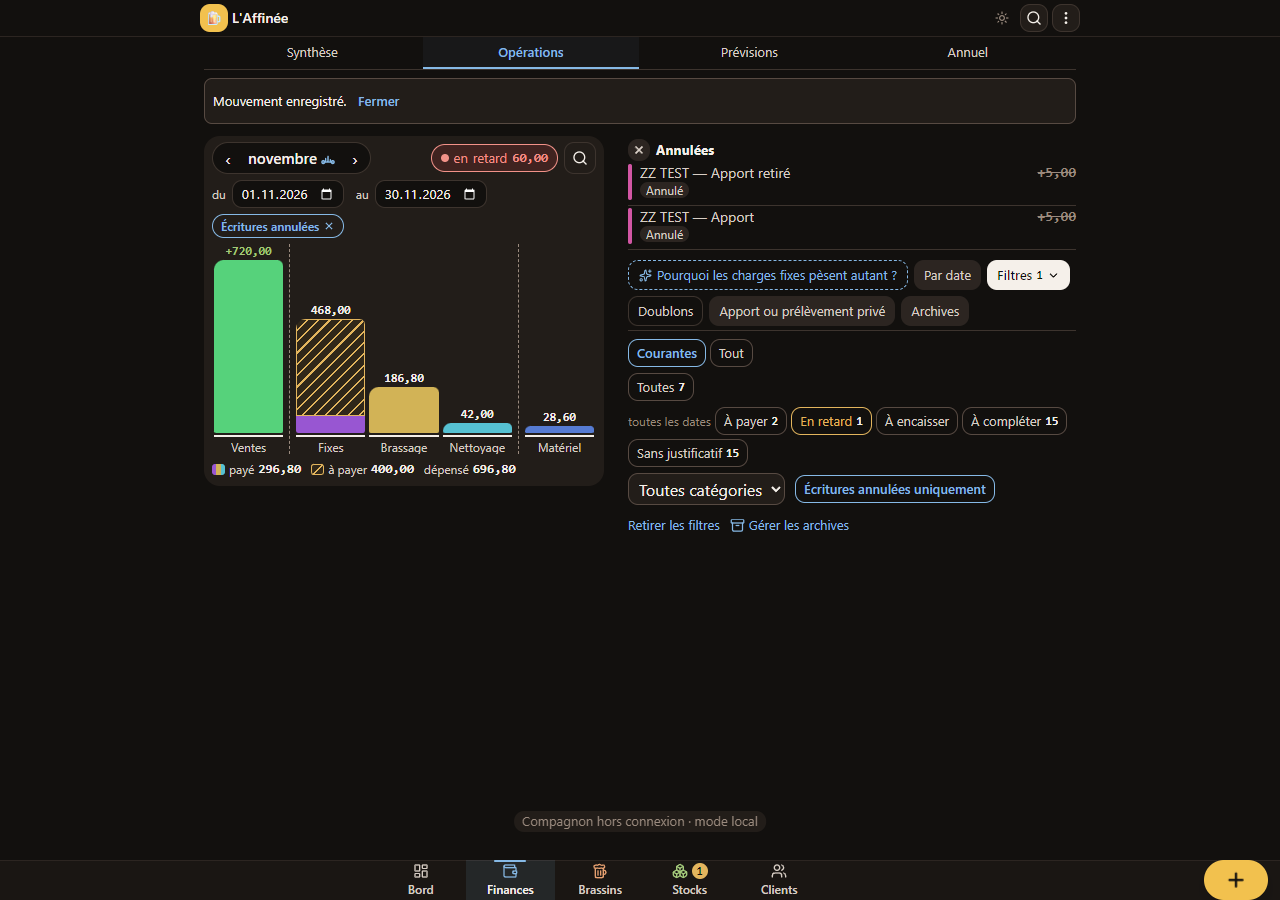 L'Affinée
Synthèse Opérations Prévisions Annuel
Mouvement enregistré. Fermer
‹ novembre › en retard 60,00
du 01.11.2026 au 30.11.2026
Écritures annulées ×
+720,00
468,00
186,80
42,00
28,60
Ventes Fixes Brassage Nettoyage Matériel
payé 296,80 à payer 400,00 dépensé 696,80
× Annulées
ZZ TEST — Apport retiré +5,00
Annulé
ZZ TEST — Apport +5,00
Annulé
Pourquoi les charges fixes pèsent autant ? Par date Filtres 1
Doublons Apport ou prélèvement privé Archives
Courantes Tout
Toutes 7
toutes les dates À payer 2 En retard 1 À encaisser À compléter 15
Sans justificatif 15
Toutes catégories Écritures annulées uniquement
Retirer les filtres Gérer les archives
Compagnon hors connexion · mode local
1
Bord Finances Brassins Stocks Clients
+